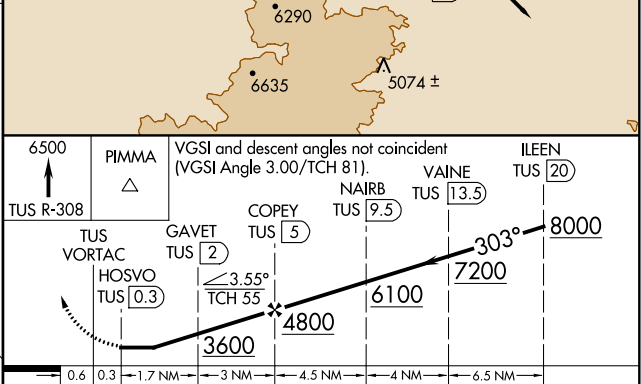 6290
6635
5074 ±
6500
TUS R-308
PIMMA
VGSI and descent angles not coincident
(VGSI Angle 3.00/TCH 81).
ILEEN
TUS 20
VAINE
TUS 13.5
NAIRB
TUS 9.5
COPEY
TUS 5
GAVET
TUS 2
TUS
VORTAC
HOSVO
TUS 0.3
3.55°
TCH 55
303°
8000
7200
6100
4800
3600
0.6
0.3
1.7 NM
3 NM
4.5 NM
4 NM
6.5 NM